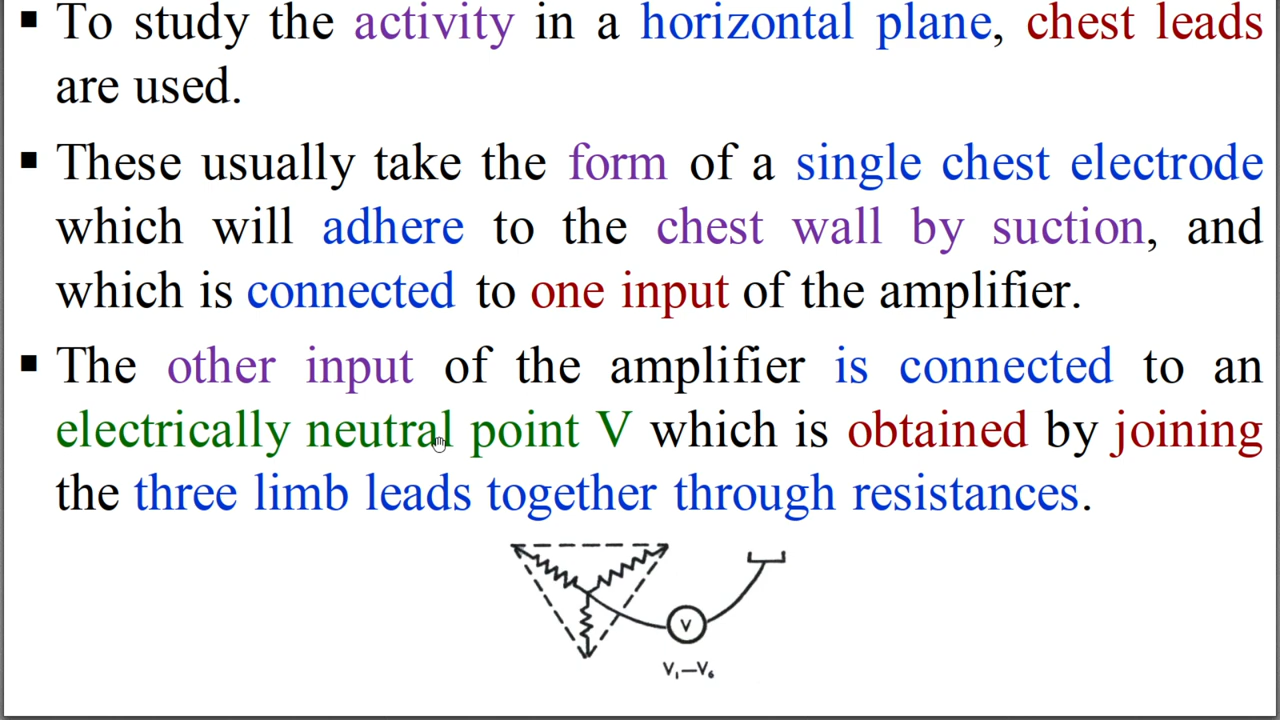 ▪ To study the activity in a horizontal plane, chest leads
are used.
▪ These usually take the form of a single chest electrode
which will adhere to the chest wall by suction, and
which is connected to one input of the amplifier.
▪ The other input of the amplifier is connected to an
electrically neutral point V which is obtained by joining
the three limb leads together through resistances.
V
V₁—V₆